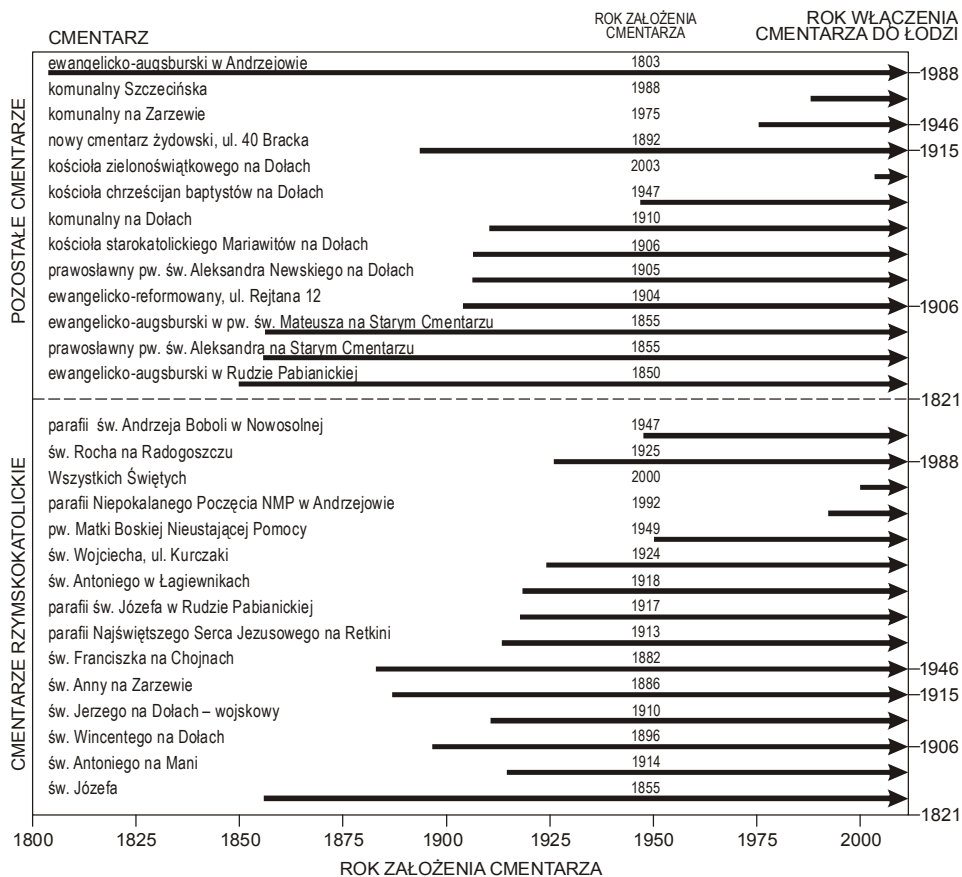 CMENTARZ
ROK ZAŁOŻENIA
CMENTARZA
ROK WŁACZENIA
CMENTARZA DO ŁODZI
POZOSTAŁE CMENTARZE
ewangelicko-augsburski w Andrzejowie 1803 1988
komunalny Szczecińska 1988
komunalny na Zarzewie 1975 1946
nowy cmentarz żydowski, ul. 40 Bracka 1892 1915
kościoła zielonoświątkowego na Dołach 2003
kościoła chrześcijan baptystów na Dołach 1947
komunalny na Dołach 1910
kościoła starokatolickiego Mariawitów na Dołach 1906
prawosławny pw. św. Aleksandra Newskiego na Dołach 1905
ewangelicko-reformowany, ul. Rejtana 12 1904 1906
ewangelicko-augsburski w pw. św. Mateusza na Starym Cmentarzu 1855
prawosławny pw. św. Aleksandra na Starym Cmentarzu 1855
ewangelicko-augsburski w Rudzie Pabianickiej 1850
1821
CMENTARZE RZYMSKOKATOLICKIE
parafii św. Andrzeja Boboli w Nowosolnej 1947
św. Rocha na Radogoszczu 1925 1988
Wszystkich Świętych 2000
parafii Niepokalanego Poczęcia NMP w Andrzejowie 1992
pw. Matki Boskiej Nieustającej Pomocy 1949
św. Wojciecha, ul. Kurczaki 1924
św. Antoniego w Łagiewnikach 1918
parafii św. Józefa w Rudzie Pabianickiej 1917
parafii Najświętszego Serca Jezusowego na Retkini 1913
św. Franciszka na Chojnach 1882 1946
św. Anny na Zarzewie 1886 1915
św. Jerzego na Dołach – wojskowy 1910
św. Wincentego na Dołach 1896 1906
św. Antoniego na Mani 1914
św. Józefa 1855
1821
1800 1825 1850 1875 1900 1925 1950 1975 2000
ROK ZAŁOŻENIA CMENTARZA